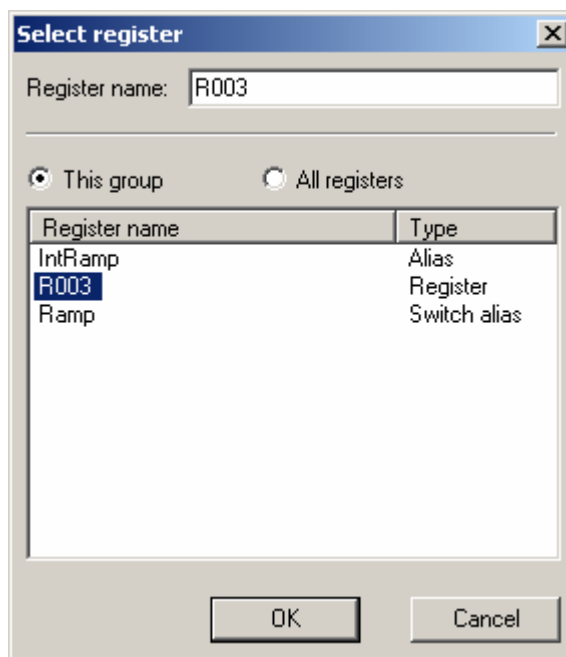 Select register
Register name: R003
This group All registers
Register name Type
IntRamp Alias
R003 Register
Ramp Switch alias
OK Cancel